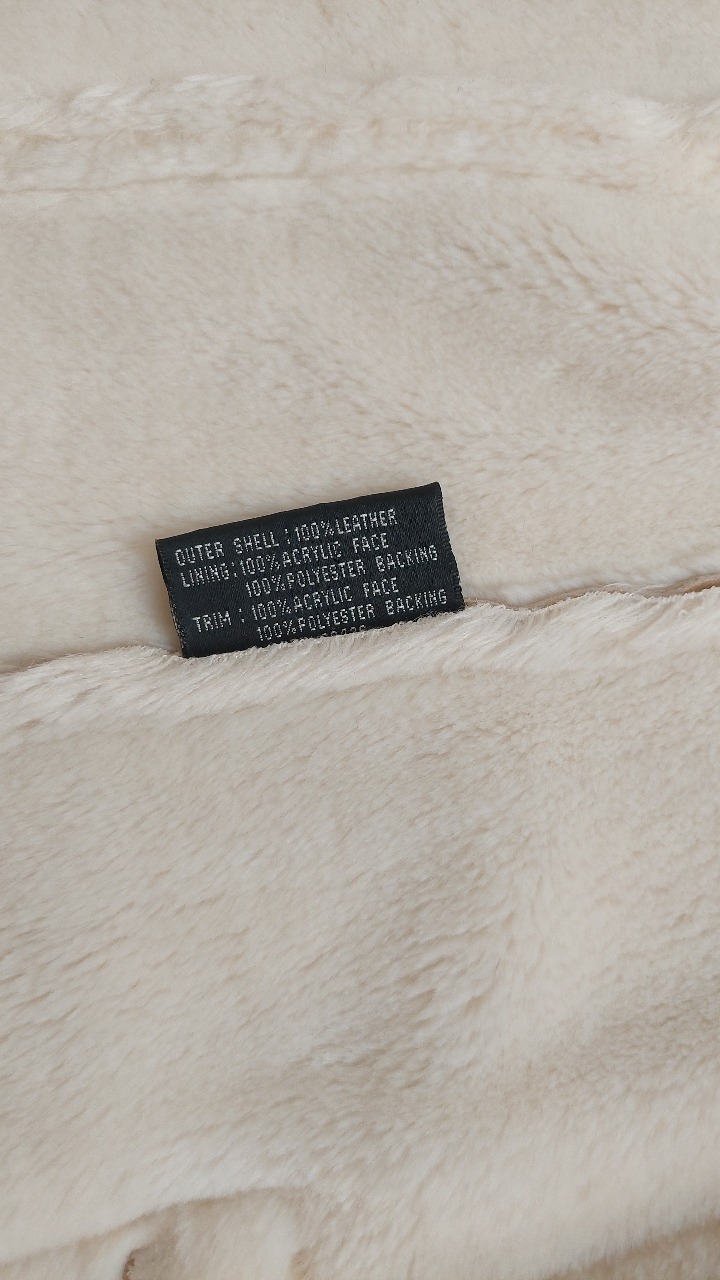 OUTER SHELL:100%LEATHER
LINING:100%ACRYLIC FACE
100%POLYESTER BACKING
TRIM:100%ACRYLIC FACE
100%POLYESTER BACKING